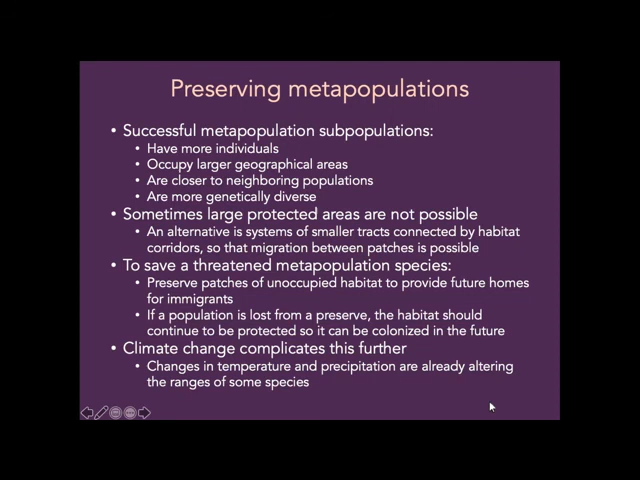 Preserving metapopulations
• Successful metapopulation subpopulations:
• Have more individuals
• Occupy larger geographical areas
• Are closer to neighboring populations
• Are more genetically diverse
• Sometimes large protected areas are not possible
• An alternative is systems of smaller tracts connected by habitat
corridors, so that migration between patches is possible
• To save a threatened metapopulation species:
• Preserve patches of unoccupied habitat to provide future homes
for immigrants
• If a population is lost from a preserve, the habitat should
continue to be protected so it can be colonized in the future
• Climate change complicates this further
• Changes in temperature and precipitation are already altering
the ranges of some species